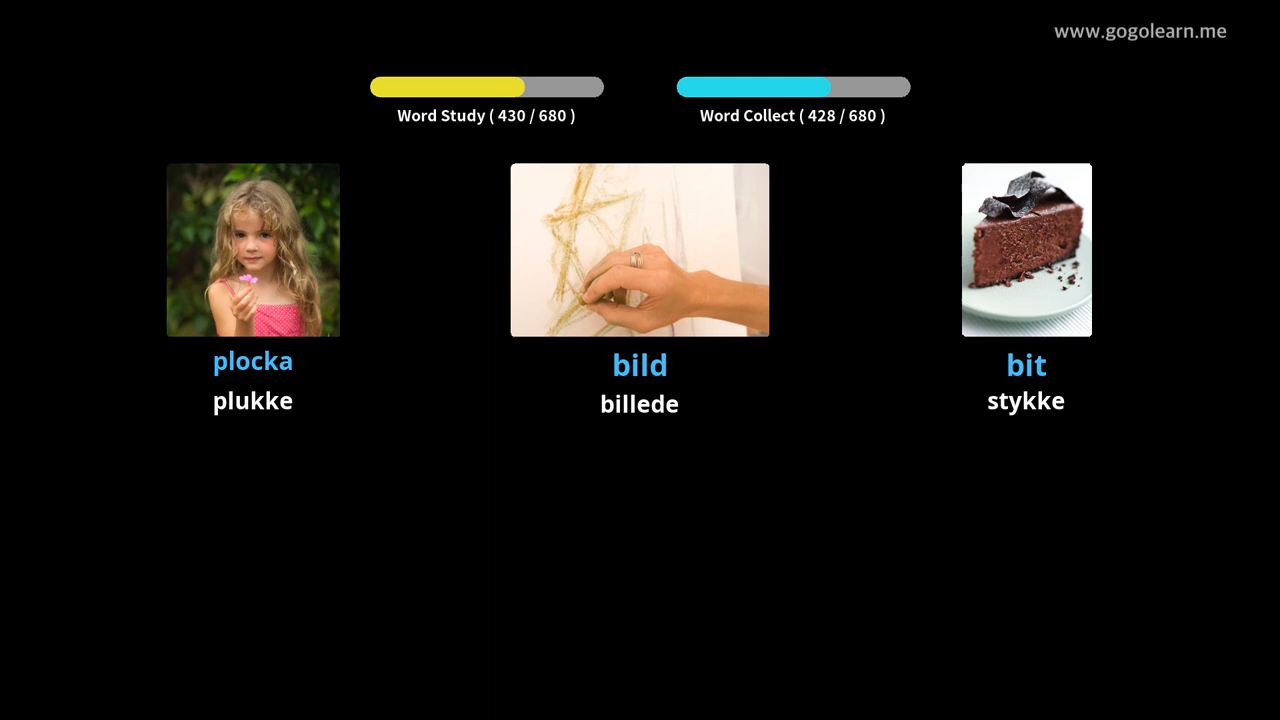 www.gogolearn.me
Word Study ( 430 / 680 )
Word Collect ( 428 / 680 )
plocka
plukke
bild
billede
bit
stykke